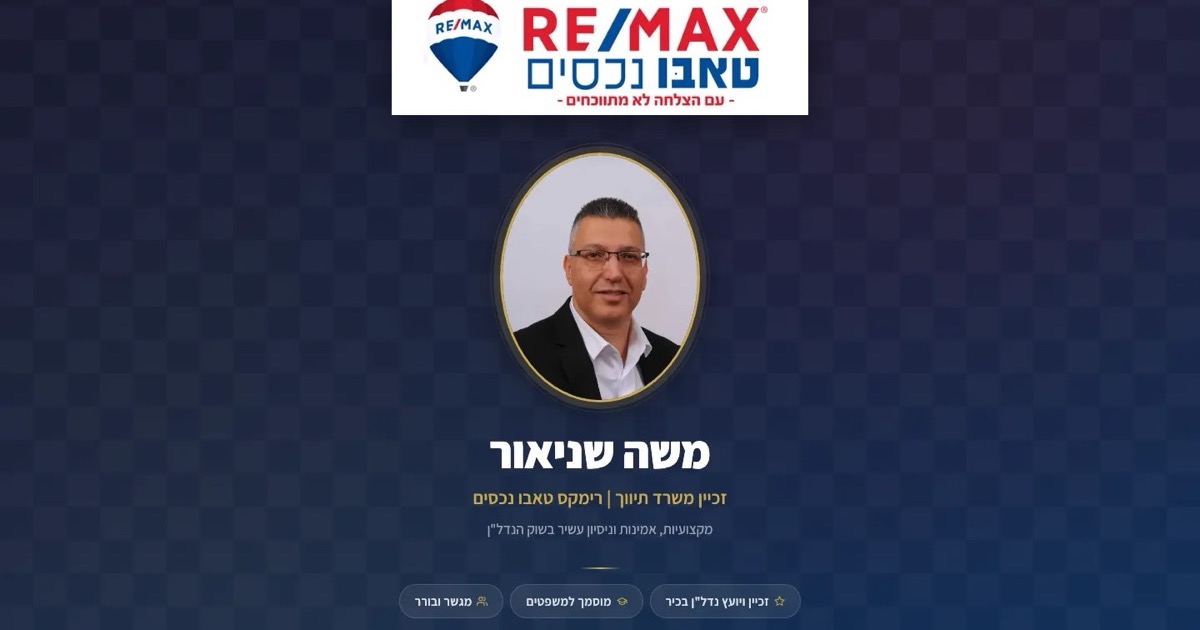 RE/MAX
RE/MAX®
טאבו נכסים
- עם הצלחה לא מתווכחים -
משה שניאור
זכיין משרד תיווך | רימקס טאבו נכסים
מקצועיות, אמינות וניסיון עשיר בשוק הנדל"ן
זכיין ויועץ נדל"ן בכיר
מוסמך למשפטים
מגשר ובורר